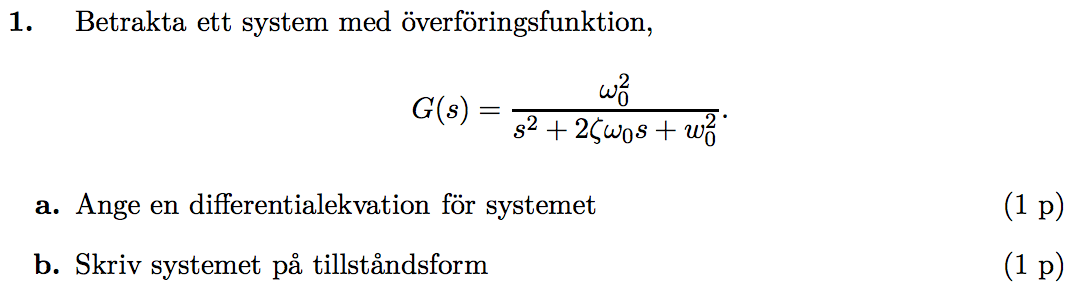 1. Betrakta ett system med överföringsfunktion,
G(s) = \frac{\omega_0^2}{s^2 + 2\zeta\omega_0 s + w_0^2}.
a. Ange en differentialekvation för systemet (1 p)
b. Skriv systemet på tillståndsform (1 p)